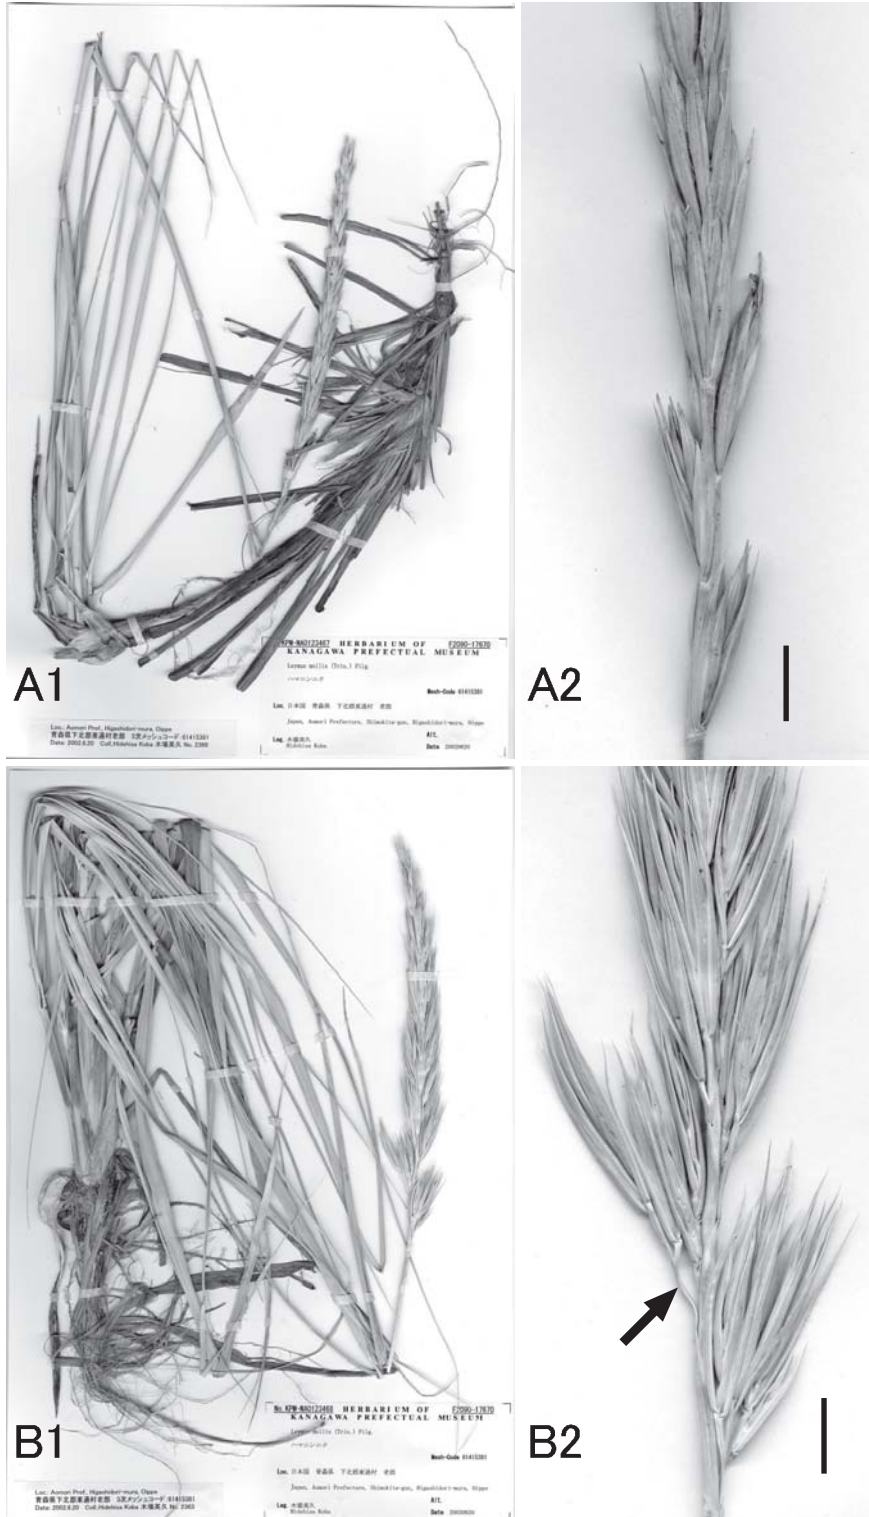 A1
KPM-NA0123467 HERBARIUM OF F2090-17670
KANAGAWA PREFECTUAL MUSEUM
Leymus mollis (Trin.) Pilg.
ハマニンニク
Mesh-Code 61415381
Loc. 日本国 青森県 下北郡東通村 老部
Japan, Aomori Prefecture, Shimokita-gun, Higashidori-mura, Oippe
Alt.
Leg. 木場英久
Hidehisa Koba
Date 20020620
Loc: Aomori Pref., Higashidori-mura, Oippe
青森県下北郡東通村老部 3次メッシュコード:61415381
Date: 2002.6.20 Coll.Hidehisa Koba 木場英久 No.
A2
B1
No. KPM-NA0123468 HERBARIUM OF F2090-17670
KANAGAWA PREFECTUAL MUSEUM
Leymus mollis (Trin.) Pilg.
ハマニンニク
Mesh-Code 61415381
Loc. 日本国 青森県 下北郡東通村 老部
Japan, Aomori Prefecture, Shimokita-gun, Higashidori-mura, Oippe
Alt.
Leg. 木場英久
Hidehisa Koba
Date 20020620
Loc: Aomori Pref., Higashidori-mura, Oippe
青森県下北郡東通村老部 3次メッシュコード:61415381
Date: 2002.6.20 Coll.Hidehisa Koba 木場英久 No. 2363
B2